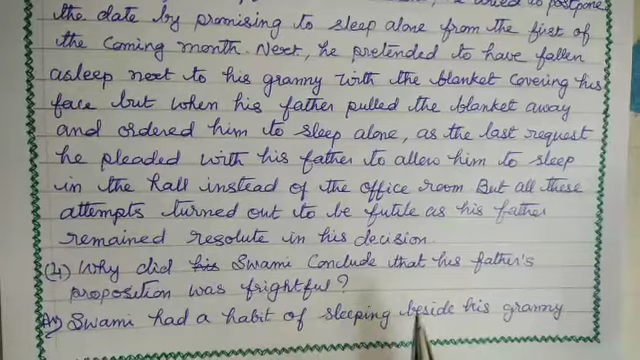 to postpone
the date by promising to sleep alone from the first of
the coming month. Next, he pretended to have fallen
asleep next to his granny with the blanket covering his
face but when his father pulled the blanket away
and ordered him to sleep alone, as the last request
he pleaded with his father to allow him to sleep
in the hall instead of the office room. But all these
attempts turned out to be futile as his father
remained resolute in his decision.
(4) Why did his Swami Conclude that his father's
proposition was frightful?
Ans) Swami had a habit of sleeping beside his granny